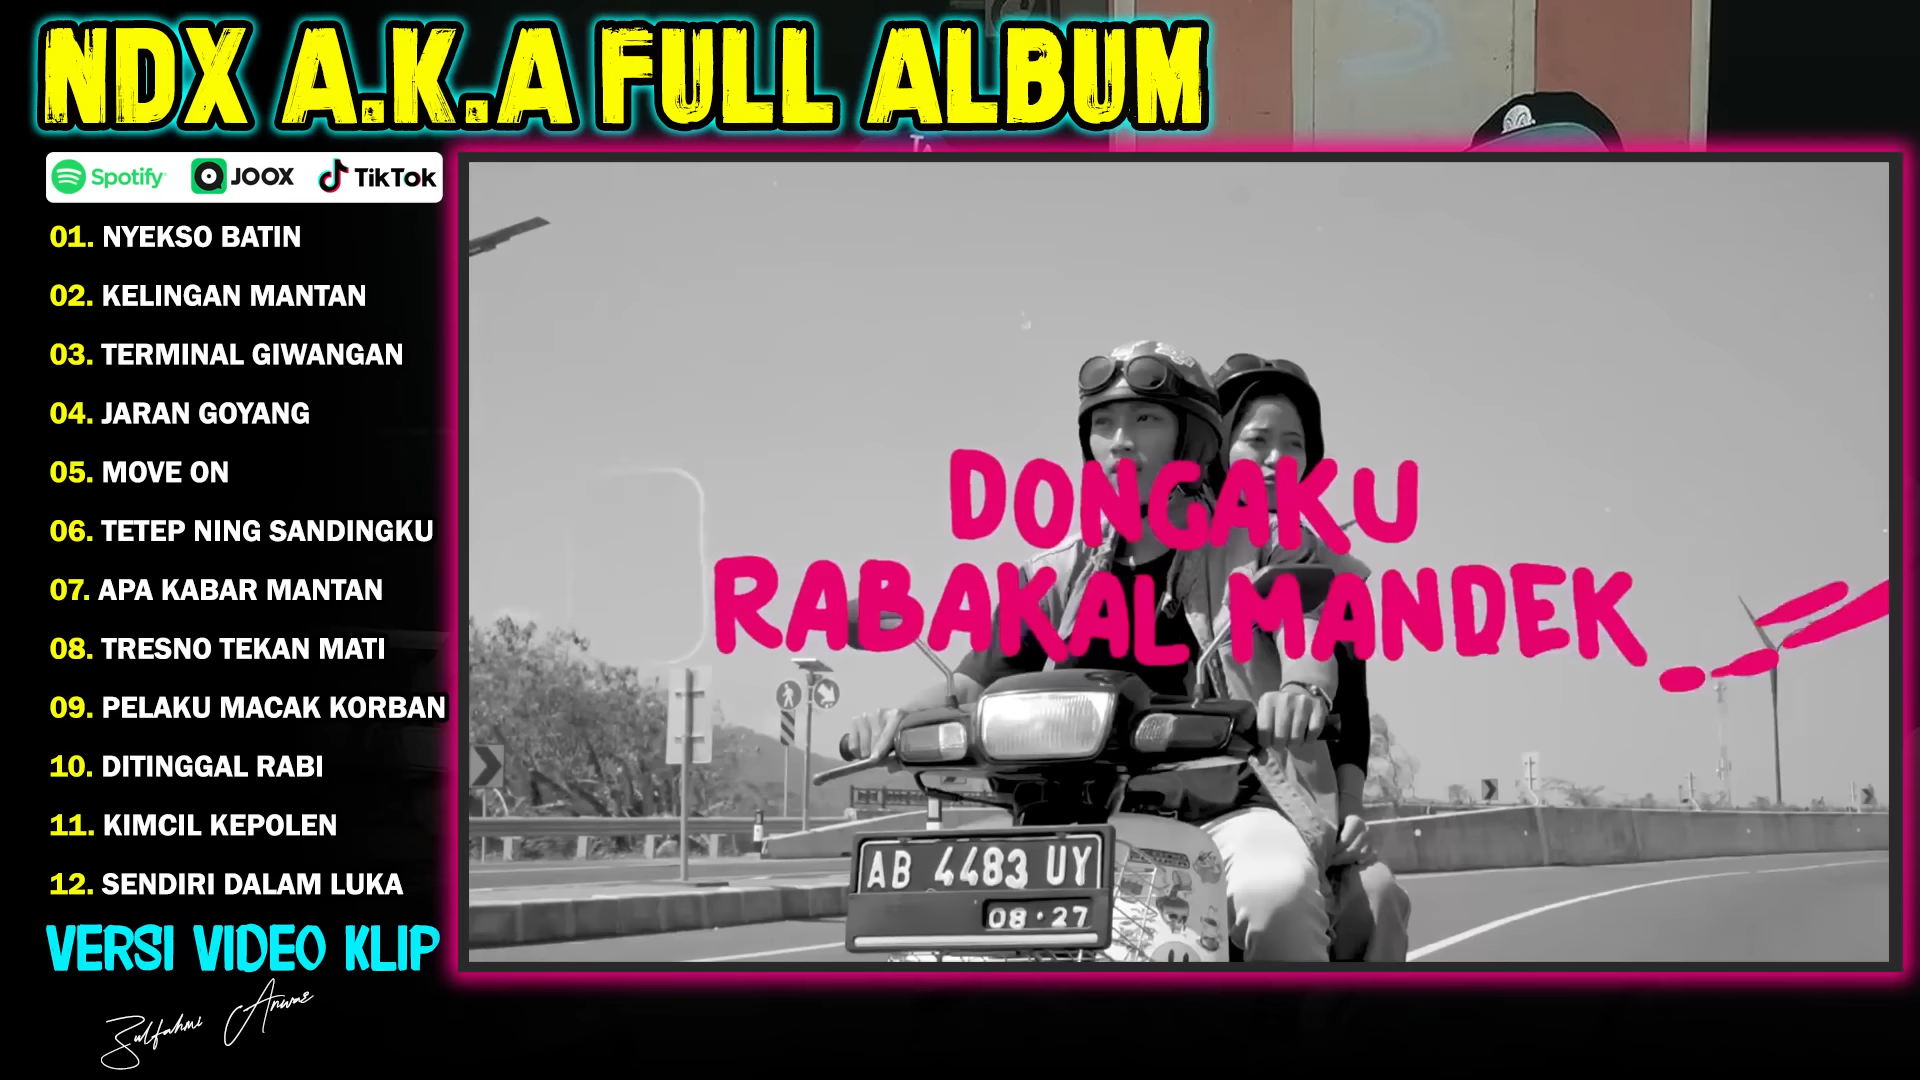 NDX A.K.A FULL ALBUM
Spotify JOOX TikTok
01. NYEKSO BATIN
02. KELINGAN MANTAN
03. TERMINAL GIWANGAN
04. JARAN GOYANG
05. MOVE ON
06. TETEP NING SANDINGKU
07. APA KABAR MANTAN
08. TRESNO TEKAN MATI
09. PELAKU MACAK KORBAN
10. DITINGGAL RABI
11. KIMCIL KEPOLEN
12. SENDIRI DALAM LUKA
VERSI VIDEO KLIP
Zulfahmi Anwar
DONGAKU
RABAKAL MANDEK
AB 4483 UY
08·27